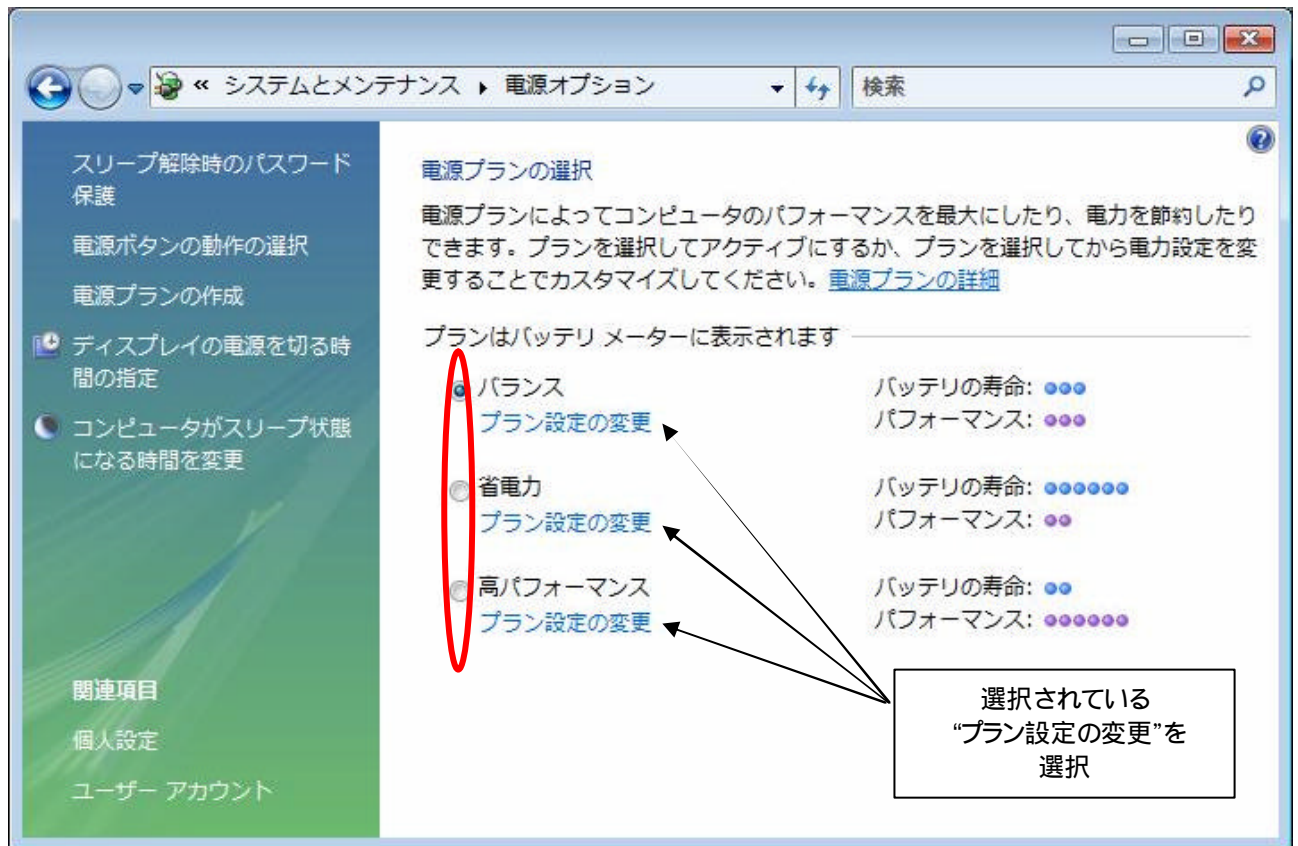 « システムとメンテナンス ▸ 電源オプション
検索
スリープ解除時のパスワード
保護
電源ボタンの動作の選択
電源プランの作成
ディスプレイの電源を切る時
間の指定
コンピュータがスリープ状態
になる時間を変更
関連項目
個人設定
ユーザー アカウント
電源プランの選択
電源プランによってコンピュータのパフォーマンスを最大にしたり、電力を節約したり
できます。プランを選択してアクティブにするか、プランを選択してから電力設定を変
更することでカスタマイズしてください。電源プランの詳細
プランはバッテリ メーターに表示されます
バランス
バッテリの寿命:
プラン設定の変更
パフォーマンス:
省電力
バッテリの寿命:
プラン設定の変更
パフォーマンス:
高パフォーマンス
バッテリの寿命:
プラン設定の変更
パフォーマンス:
選択されている
“プラン設定の変更”を
選択